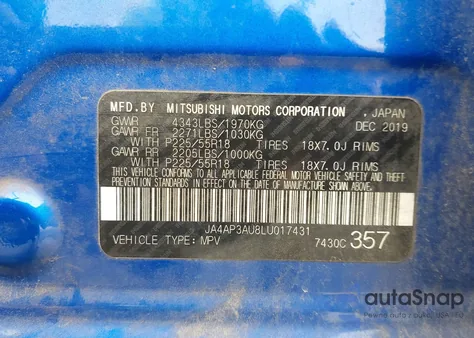 MFD.BY MITSUBISHI MOTORS CORPORATION , JAPAN
GVWR 4343LBS/1970KG DEC 2019
GAWR FR 2271LBS/1030KG
WITH P225/55R18 TIRES 18X7.0J RIMS
GAWR RR 2205LBS/1000KG
WITH P225/55R18 TIRES 18X7.0J RIMS
THIS VEHICLE CONFORMS TO ALL APPLICABLE FEDERAL MOTOR VEHICLE SAFETY
AND THEFT PREVENTION STANDARDS IN EFFECT ON THE DATE OF MANUFACTURE SHOWN ABOVE.
JA4AP3AU8LU017431
VEHICLE TYPE: MPV 7430C 357
autoSnap